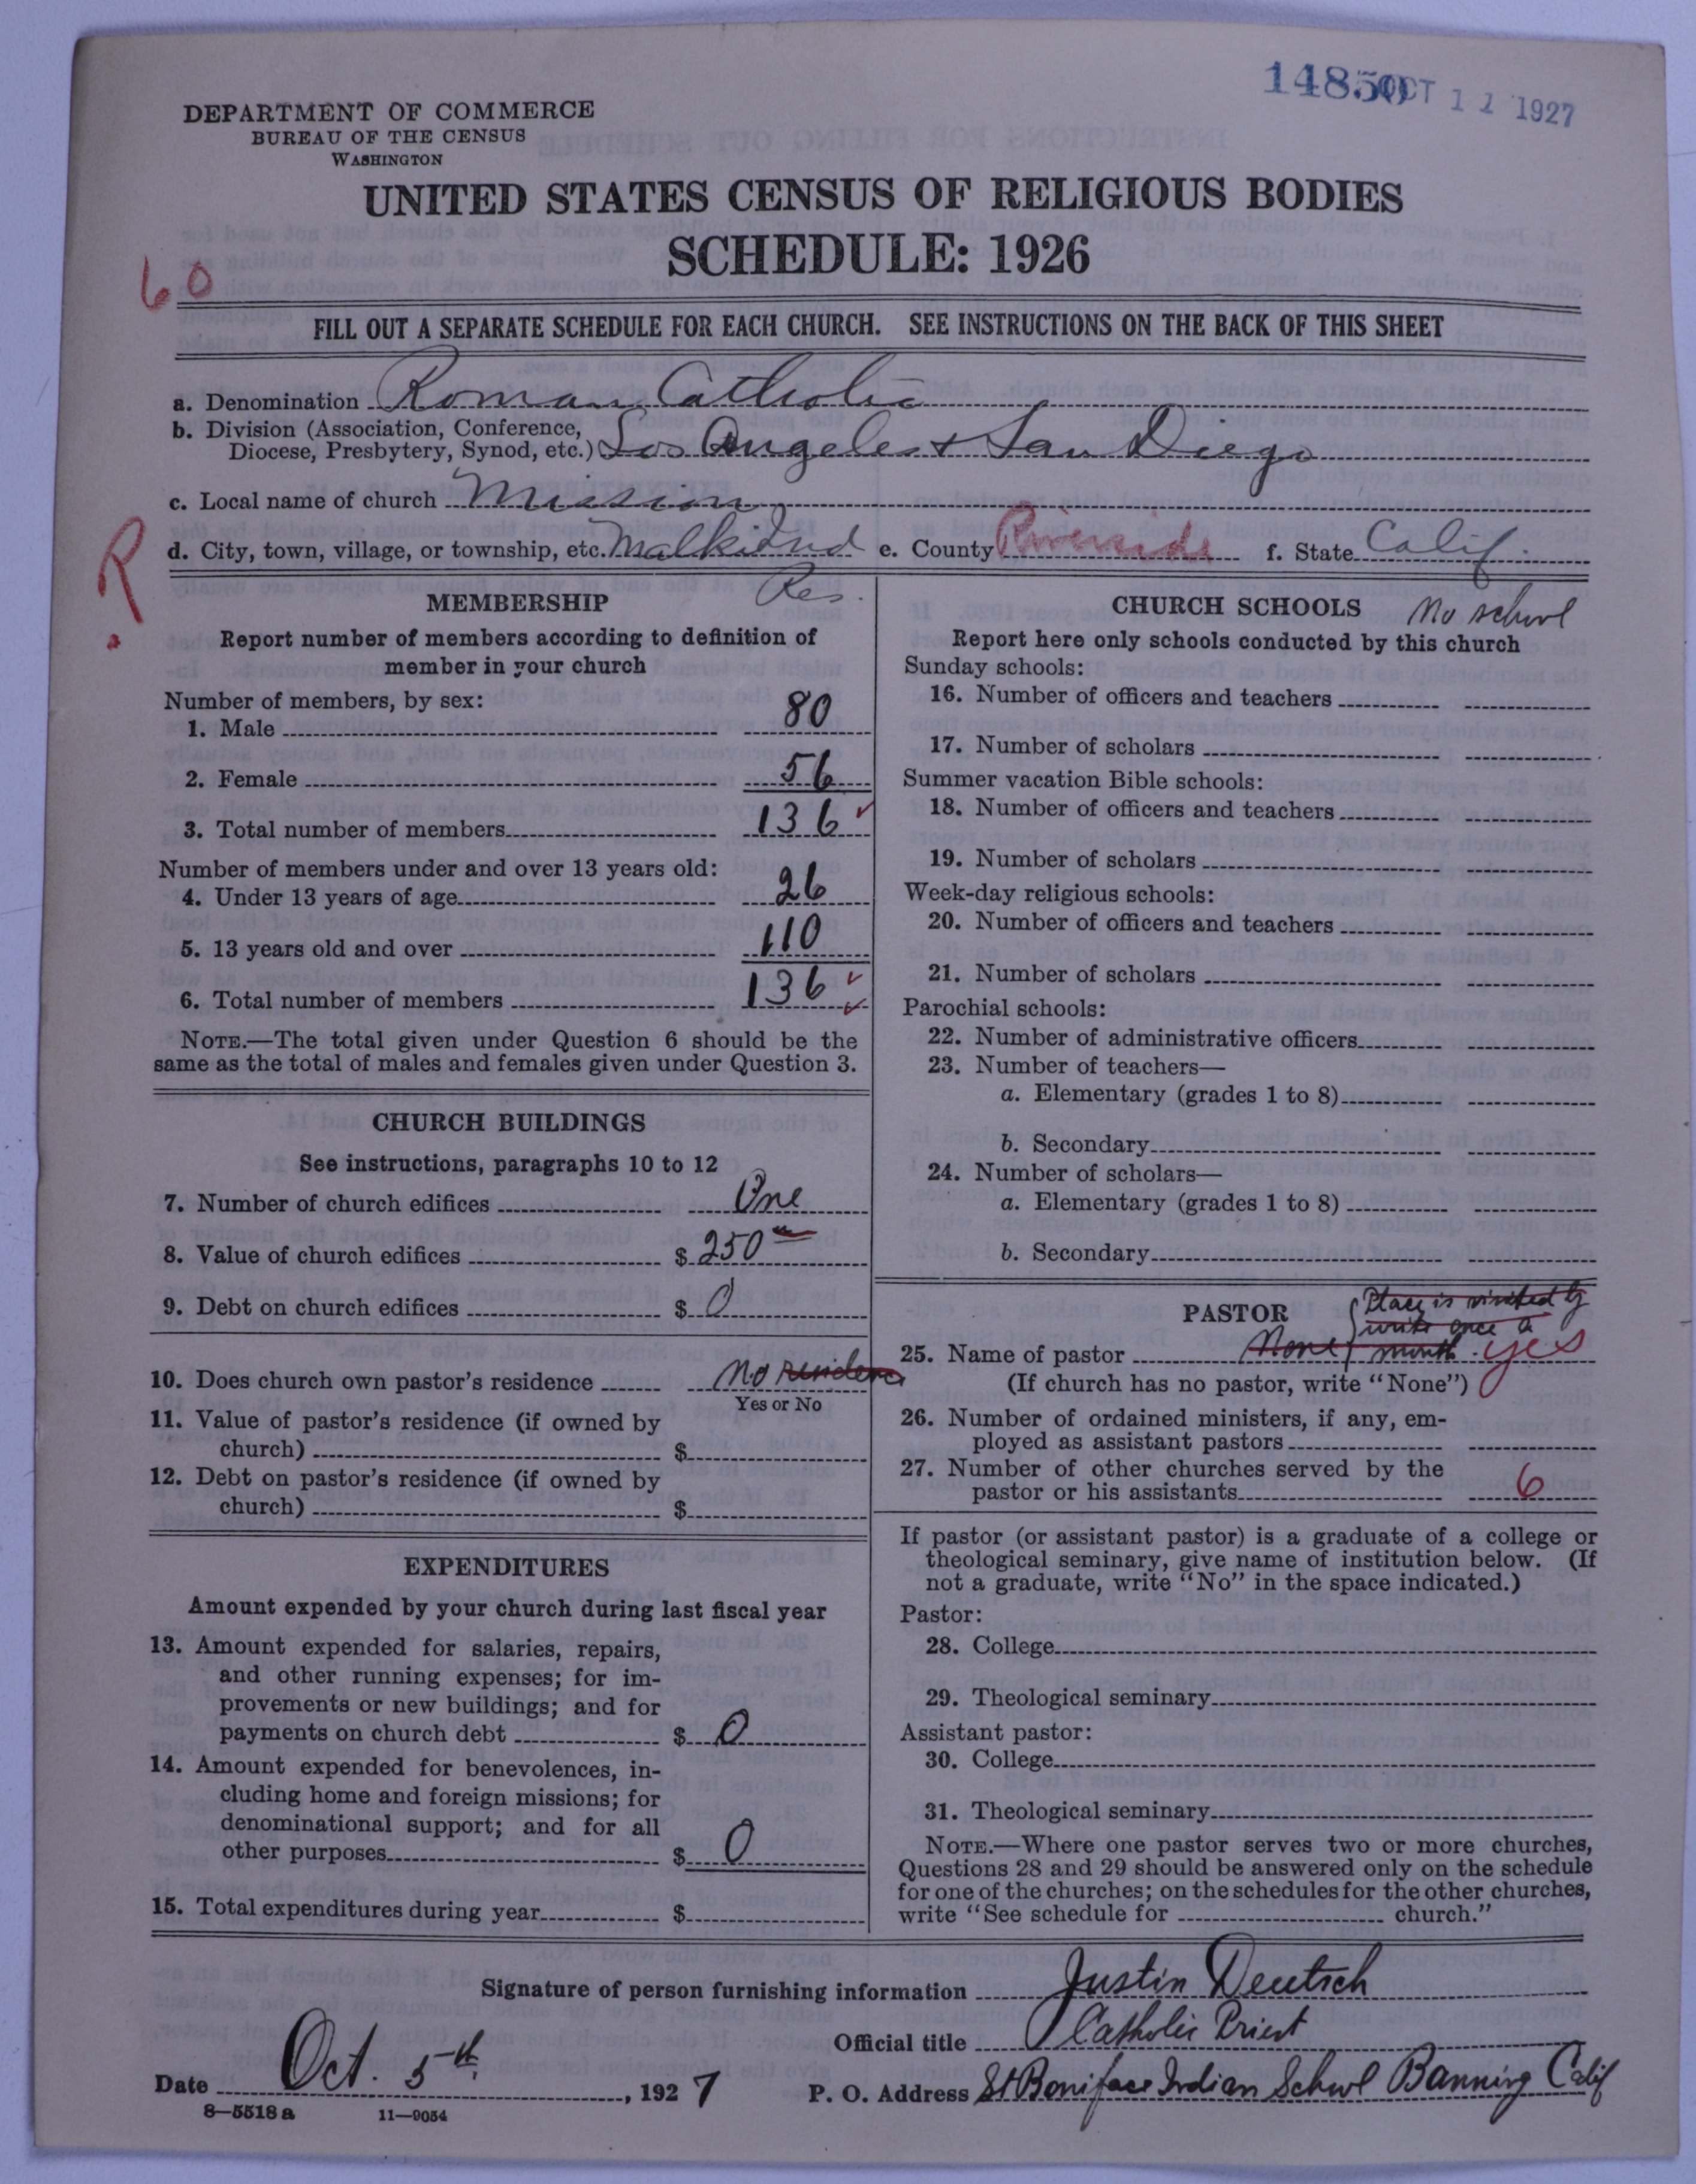 14850 OCT 11 1927
DEPARTMENT OF COMMERCE
BUREAU OF THE CENSUS
WASHINGTON
UNITED STATES CENSUS OF RELIGIOUS BODIES
SCHEDULE: 1926
60
FILL OUT A SEPARATE SCHEDULE FOR EACH CHURCH. SEE INSTRUCTIONS ON THE BACK OF THIS SHEET
a. Denomination Roman Catholic
b. Division (Association, Conference,
Diocese, Presbytery, Synod, etc.) Los Angeles & San Diego
c. Local name of church Mission
R
d. City, town, village, or township, etc. Malki Ind e. County Riverside f. State Calif.
Res.
MEMBERSHIP
Report number of members according to definition of
member in your church
Number of members, by sex:
1. Male 80
2. Female 56
3. Total number of members 136 ✓
Number of members under and over 13 years old:
4. Under 13 years of age 26
5. 13 years old and over 110
6. Total number of members 136 ✓ ✓
NOTE.—The total given under Question 6 should be the
same as the total of males and females given under Question 3.
CHURCH BUILDINGS
See instructions, paragraphs 10 to 12
7. Number of church edifices One
8. Value of church edifices $ 250
9. Debt on church edifices $ 0
10. Does church own pastor's residence No residence
Yes or No
11. Value of pastor's residence (if owned by
church) $
12. Debt on pastor's residence (if owned by
church) $
EXPENDITURES
Amount expended by your church during last fiscal year
13. Amount expended for salaries, repairs,
and other running expenses; for im-
provements or new buildings; and for
payments on church debt $ 0
14. Amount expended for benevolences, in-
cluding home and foreign missions; for
denominational support; and for all
other purposes $ 0
15. Total expenditures during year $
CHURCH SCHOOLS No school
Report here only schools conducted by this church
Sunday schools:
16. Number of officers and teachers
17. Number of scholars
Summer vacation Bible schools:
18. Number of officers and teachers
19. Number of scholars
Week-day religious schools:
20. Number of officers and teachers
21. Number of scholars
Parochial schools:
22. Number of administrative officers
23. Number of teachers—
a. Elementary (grades 1 to 8)
b. Secondary
24. Number of scholars—
a. Elementary (grades 1 to 8)
b. Secondary
Place is visited by
PASTOR
once a
25. Name of pastor None month. yes
(If church has no pastor, write "None")
26. Number of ordained ministers, if any, em-
ployed as assistant pastors
27. Number of other churches served by the
pastor or his assistants 6
If pastor (or assistant pastor) is a graduate of a college or
theological seminary, give name of institution below. (If
not a graduate, write "No" in the space indicated.)
Pastor:
28. College
29. Theological seminary
Assistant pastor:
30. College
31. Theological seminary
NOTE.—Where one pastor serves two or more churches,
Questions 28 and 29 should be answered only on the schedule
for one of the churches; on the schedules for the other churches,
write "See schedule for church."
Signature of person furnishing information Justin Deutsch
Official title Catholic Priest
Date Oct. 5th, 1927 P. O. Address St Boniface Indian School Banning Calif
8—5518a 11—9054